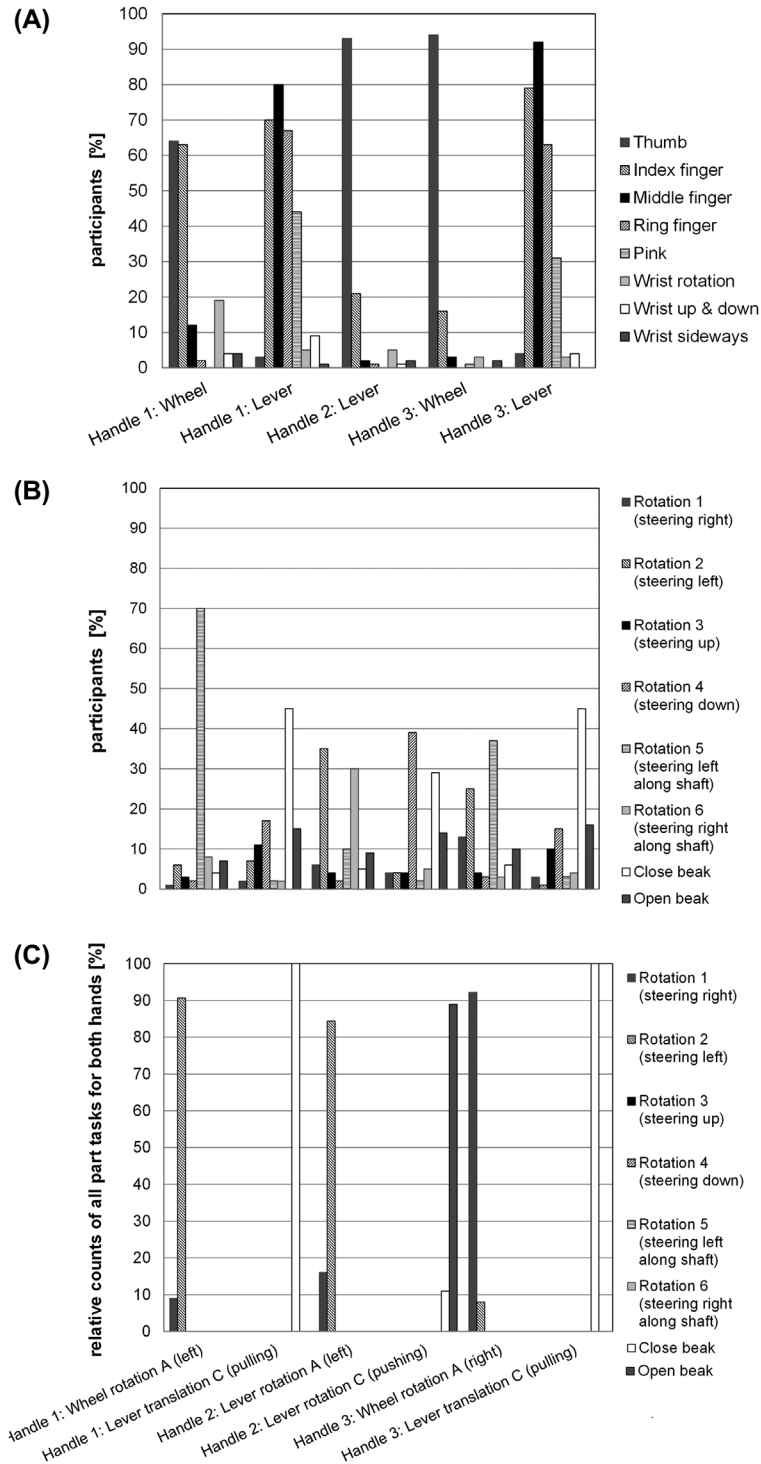 (A)
participants [%]
100
90
80
70
60
50
40
30
20
10
0
Thumb
Index finger
Middle finger
Ring finger
Pink
Wrist rotation
Wrist up & down
Wrist sideways
Handle 1: Wheel
Handle 1: Lever
Handle 2: Lever
Handle 3: Wheel
Handle 3: Lever
(B)
participants [%]
100
90
80
70
60
50
40
30
20
10
0
Rotation 1
(steering right)
Rotation 2
(steering left)
Rotation 3
(steering up)
Rotation 4
(steering down)
Rotation 5
(steering left
along shaft)
Rotation 6
(steering right
along shaft)
Close beak
Open beak
(C)
relative counts of all part tasks for both hands [%]
100
90
80
70
60
50
40
30
20
10
0
Rotation 1
(steering right)
Rotation 2
(steering left)
Rotation 3
(steering up)
Rotation 4
(steering down)
Rotation 5
(steering left
along shaft)
Rotation 6
(steering right
along shaft)
Close beak
Open beak
Handle 1: Wheel rotation A (left)
Handle 1: Lever translation C (pulling)
Handle 2: Lever rotation A (left)
Handle 2: Lever rotation C (pushing)
Handle 3: Wheel rotation A (right)
Handle 3: Lever translation C (pulling)